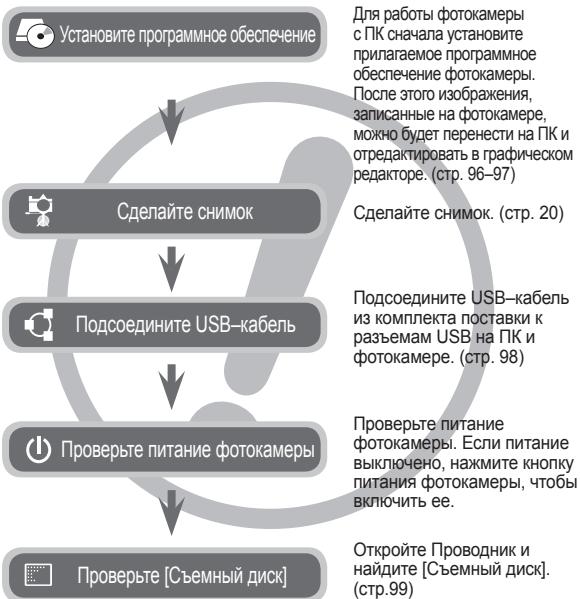 Установите программное обеспечение
Для работы фотокамеры
с ПК сначала установите
прилагаемое программное
обеспечение фотокамеры.
После этого изображения,
записанные на фотокамере,
можно будет перенести на ПК и
отредактировать в графическом
редакторе. (стр. 96–97)
Сделайте снимок
Сделайте снимок. (стр. 20)
Подсоедините USB–кабель
Подсоедините USB–кабель
из комплекта поставки к
разъемам USB на ПК и
фотокамере. (стр. 98)
Проверьте питание фотокамеры
Проверьте питание
фотокамеры. Если питание
выключено, нажмите кнопку
питания фотокамеры, чтобы
включить ее.
Проверьте [Съемный диск]
Откройте Проводник и
найдите [Съемный диск].
(стр.99)